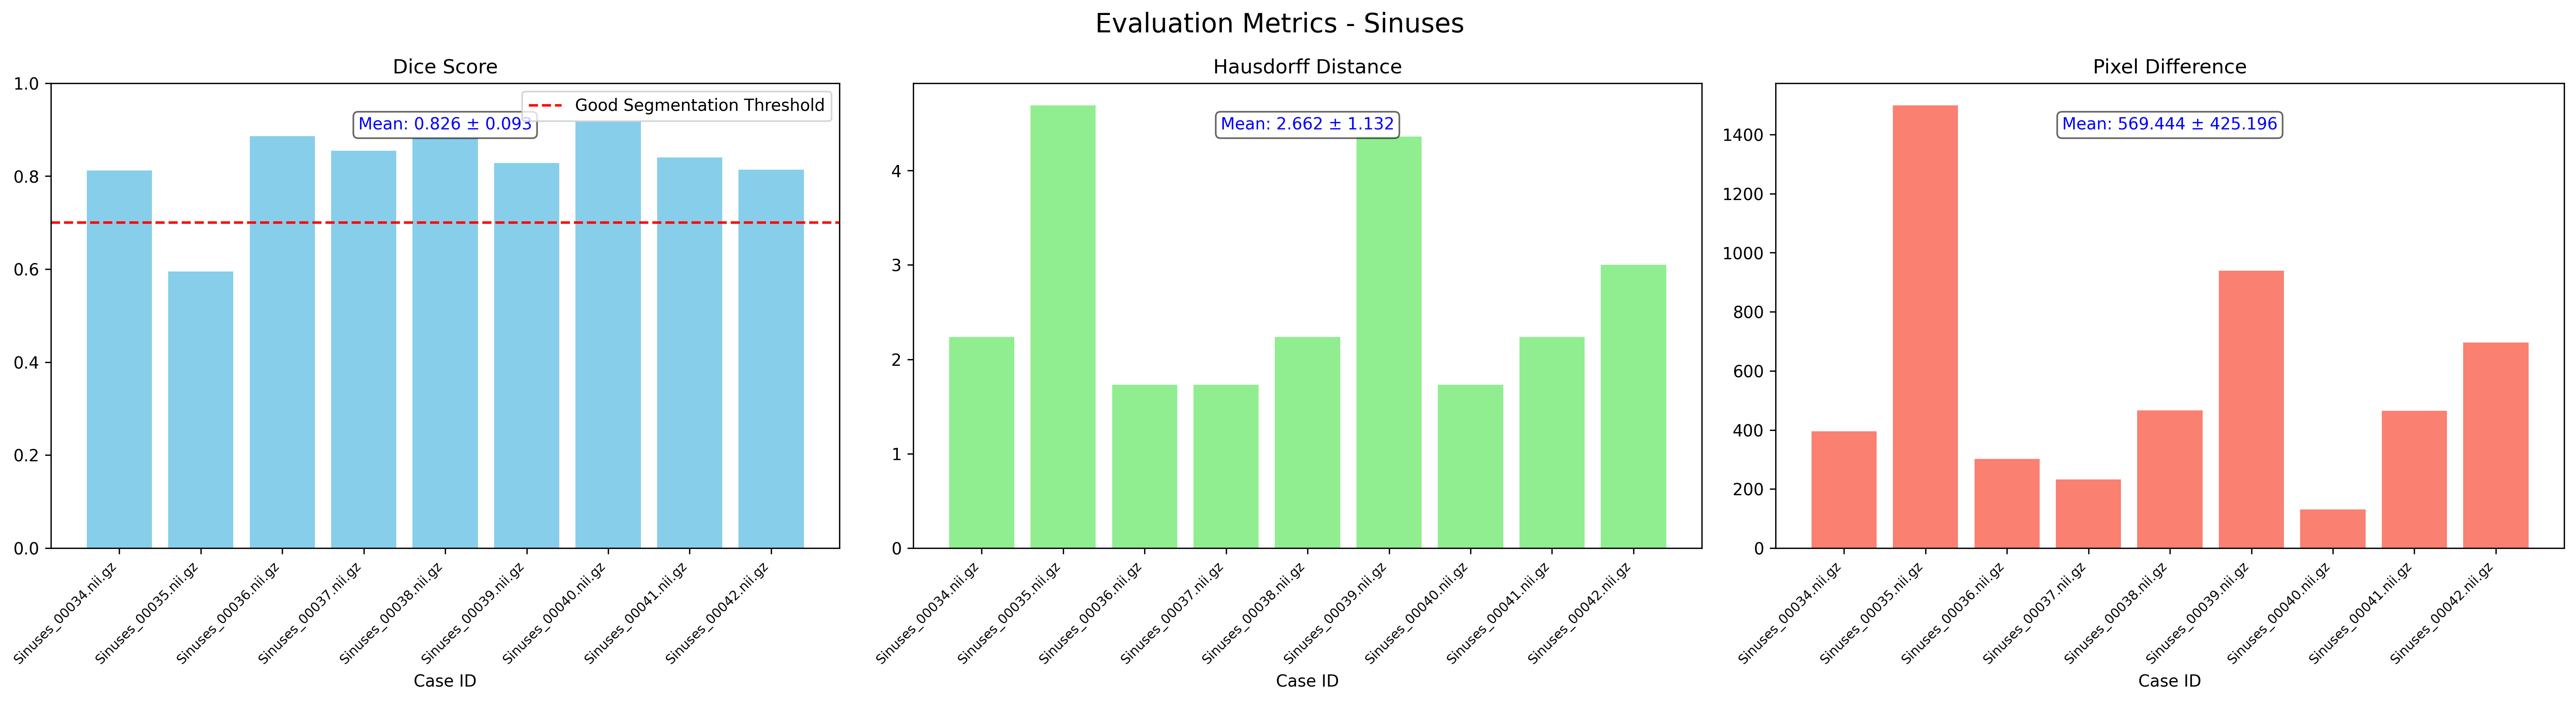 Evaluation Metrics - Sinuses
Dice Score
1.0
0.8
0.6
0.4
0.2
0.0
Good Segmentation Threshold
Mean: 0.826 ± 0.093
Sinuses_00034.nii.gz
Sinuses_00035.nii.gz
Sinuses_00036.nii.gz
Sinuses_00037.nii.gz
Sinuses_00038.nii.gz
Sinuses_00039.nii.gz
Sinuses_00040.nii.gz
Sinuses_00041.nii.gz
Sinuses_00042.nii.gz
Case ID
Hausdorff Distance
4
3
2
1
0
Mean: 2.662 ± 1.132
Sinuses_00034.nii.gz
Sinuses_00035.nii.gz
Sinuses_00036.nii.gz
Sinuses_00037.nii.gz
Sinuses_00038.nii.gz
Sinuses_00039.nii.gz
Sinuses_00040.nii.gz
Sinuses_00041.nii.gz
Sinuses_00042.nii.gz
Case ID
Pixel Difference
1400
1200
1000
800
600
400
200
0
Mean: 569.444 ± 425.196
Sinuses_00034.nii.gz
Sinuses_00035.nii.gz
Sinuses_00036.nii.gz
Sinuses_00037.nii.gz
Sinuses_00038.nii.gz
Sinuses_00039.nii.gz
Sinuses_00040.nii.gz
Sinuses_00041.nii.gz
Sinuses_00042.nii.gz
Case ID